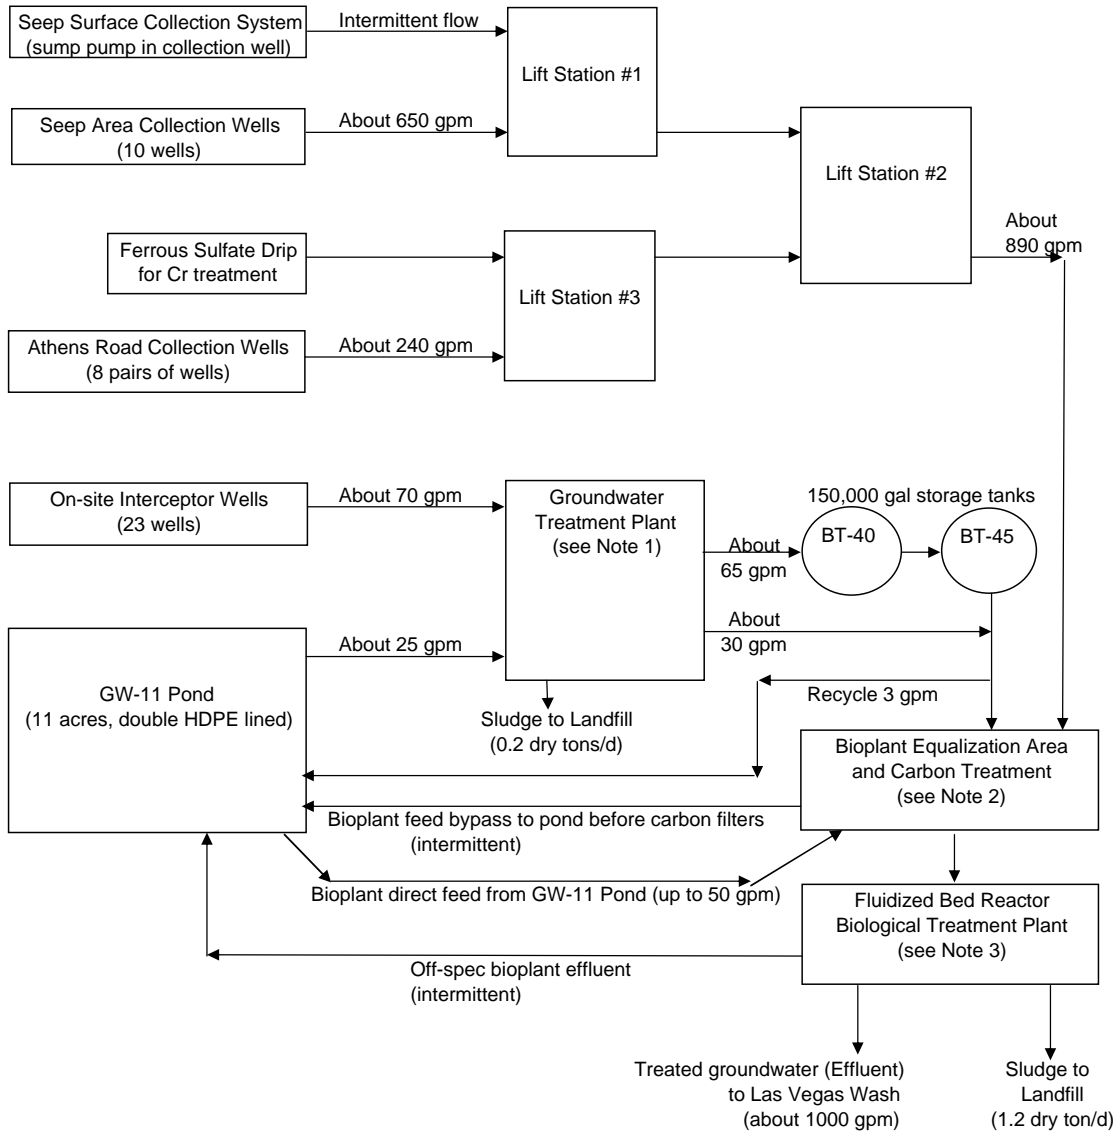 Seep Surface Collection System
(sump pump in collection well)
Intermittent flow
Lift Station #1
Seep Area Collection Wells
(10 wells)
About 650 gpm
Lift Station #2
About
890 gpm
Ferrous Sulfate Drip
for Cr treatment
Lift Station #3
Athens Road Collection Wells
(8 pairs of wells)
About 240 gpm
On-site Interceptor Wells
(23 wells)
About 70 gpm
Groundwater
Treatment Plant
(see Note 1)
150,000 gal storage tanks
BT-40
BT-45
About
65 gpm
About
30 gpm
About 25 gpm
GW-11 Pond
(11 acres, double HDPE lined)
Sludge to Landfill
(0.2 dry tons/d)
Recycle 3 gpm
Bioplant Equalization Area
and Carbon Treatment
(see Note 2)
Bioplant feed bypass to pond before carbon filters
(intermittent)
Bioplant direct feed from GW-11 Pond (up to 50 gpm)
Fluidized Bed Reactor
Biological Treatment Plant
(see Note 3)
Off-spec bioplant effluent
(intermittent)
Treated groundwater (Effluent)
to Las Vegas Wash
(about 1000 gpm)
Sludge to
Landfill
(1.2 dry ton/d)